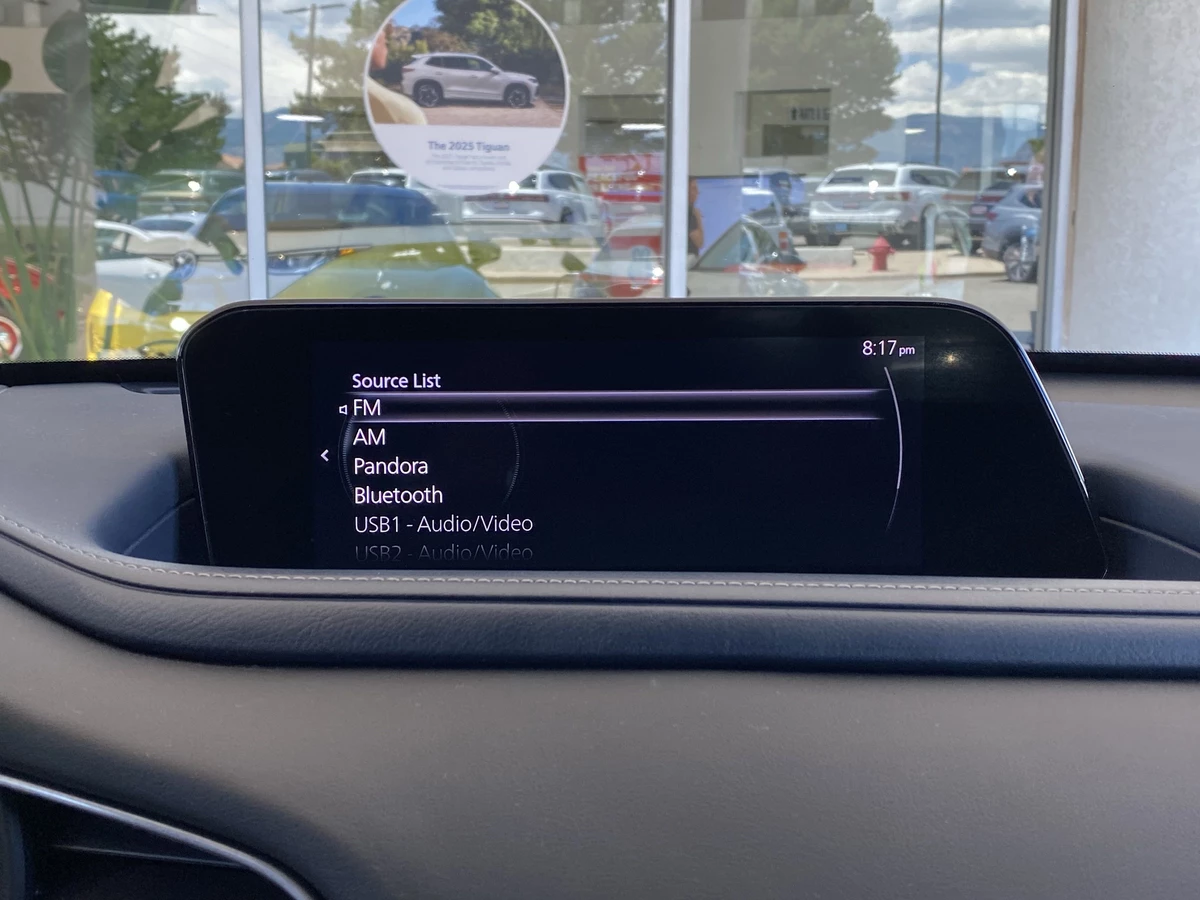 The 2025 Tiguan
8:17 pm
Source List
FM
AM
Pandora
Bluetooth
USB1 - Audio/Video
USB2 - Audio/Video